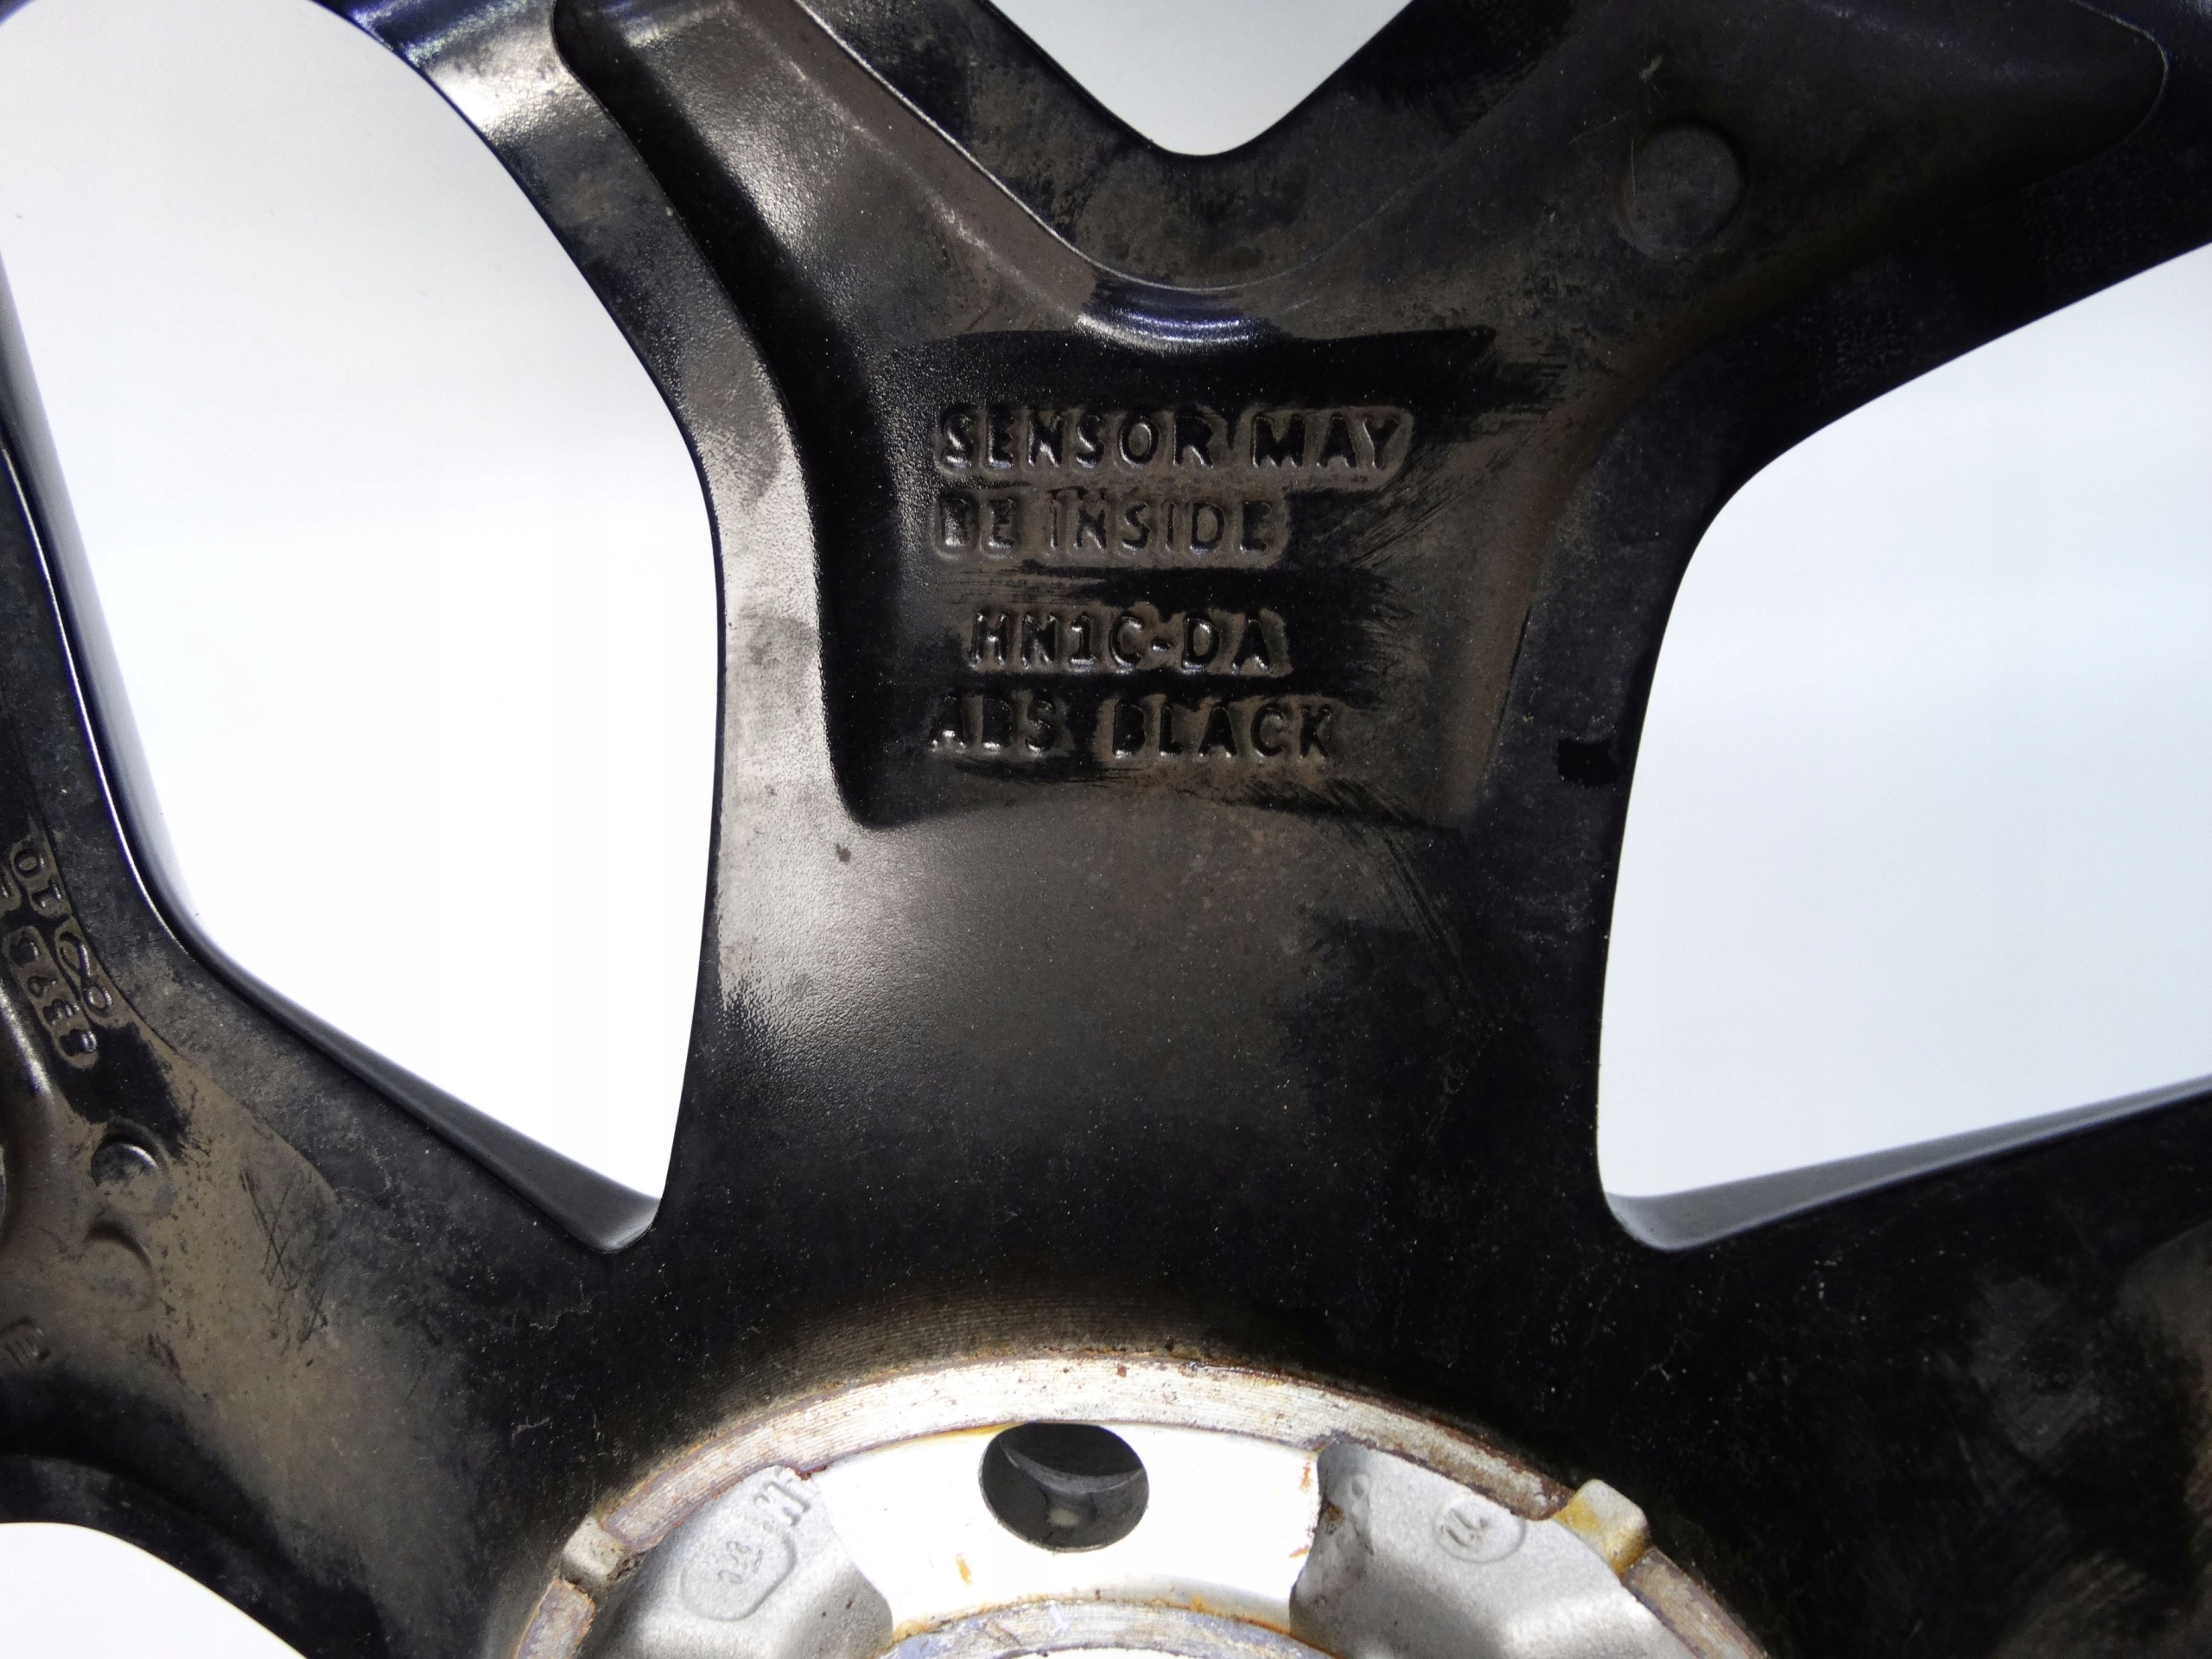 SENSOR MAY
BE INSIDE
HN1C-DA
ABS BLACK